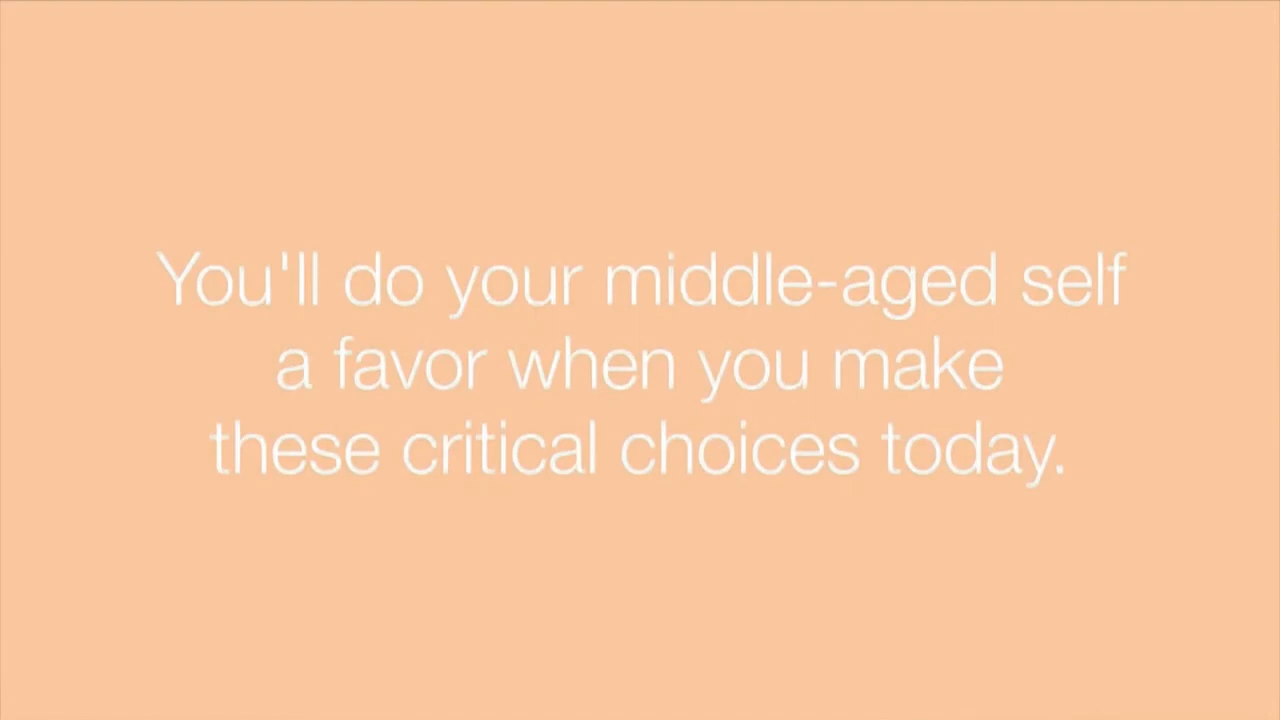 You'll do your middle-aged self
a favor when you make
these critical choices today.